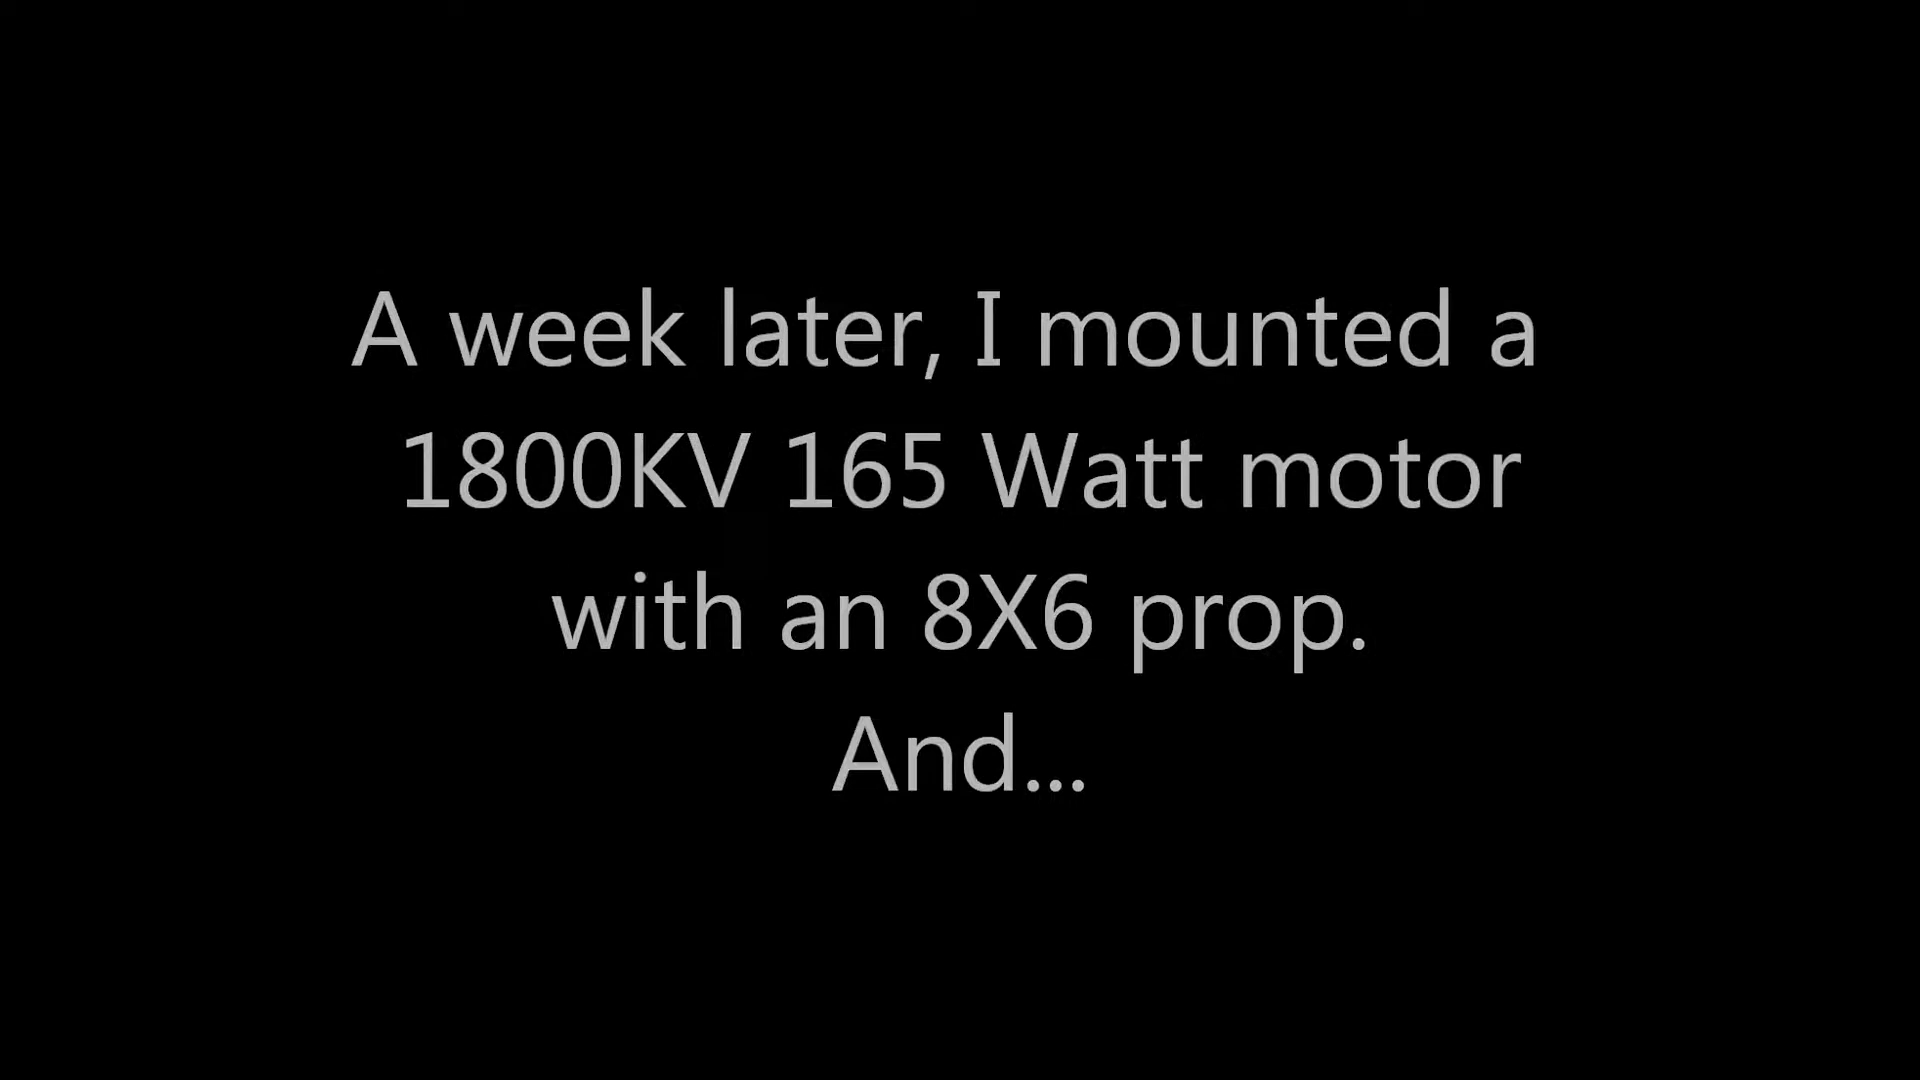 A week later, I mounted a
1800KV 165 Watt motor
with an 8X6 prop.
And...